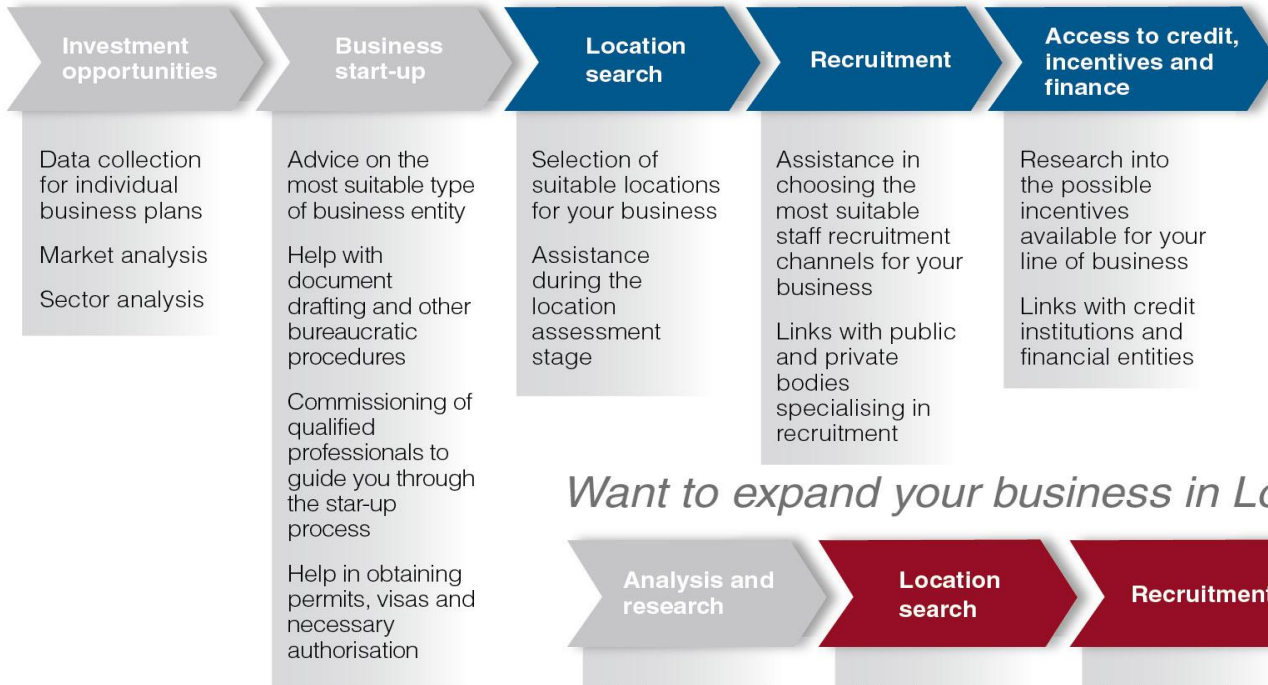 Investment
opportunities
Business
start-up
Location
search
Recruitment
Access to credit,
incentives and
finance
Data collection
for individual
business plans
Market analysis
Sector analysis
Advice on the
most suitable type
of business entity
Help with
document
drafting and other
bureaucratic
procedures
Commissioning of
qualified
professionals to
guide you through
the star-up
process
Help in obtaining
permits, visas and
necessary
authorisation
Selection of
suitable locations
for your business
Assistance
during the
location
assessment
stage
Assistance in
choosing the
most suitable
staff recruitment
channels for your
business
Links with public
and private
bodies
specialising in
recruitment
Research into
the possible
incentives
available for your
line of business
Links with credit
institutions and
financial entities
Want to expand your business in Lo
Analysis and
research
Location
search
Recruitment